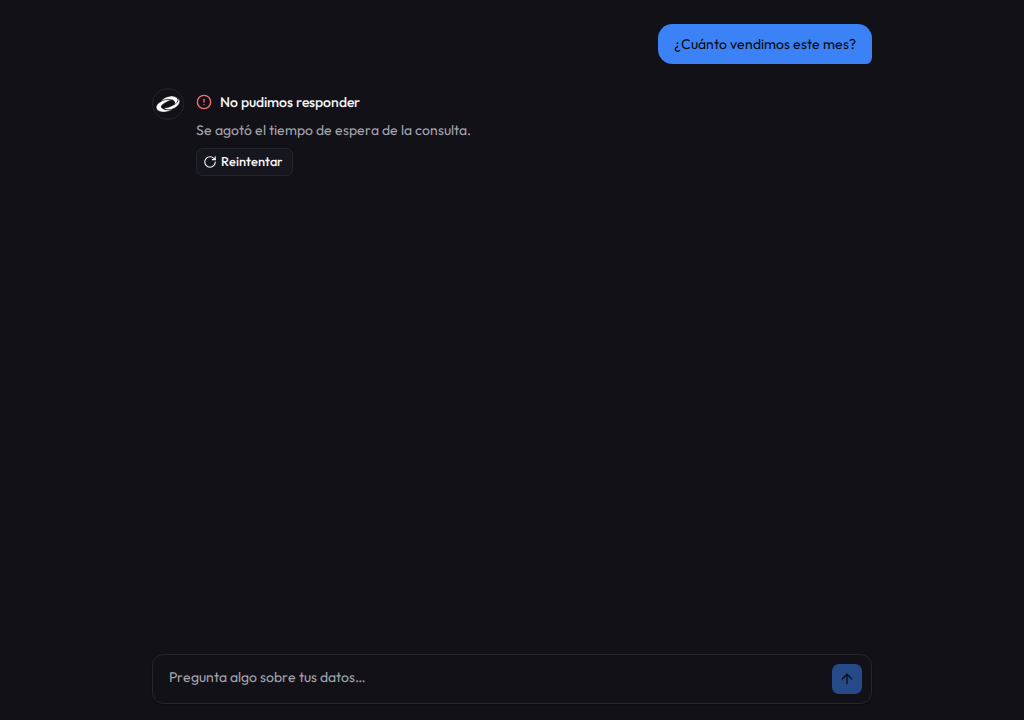 ¿Cuánto vendimos este mes?
No pudimos responder
Se agotó el tiempo de espera de la consulta.
Reintentar
Pregunta algo sobre tus datos...